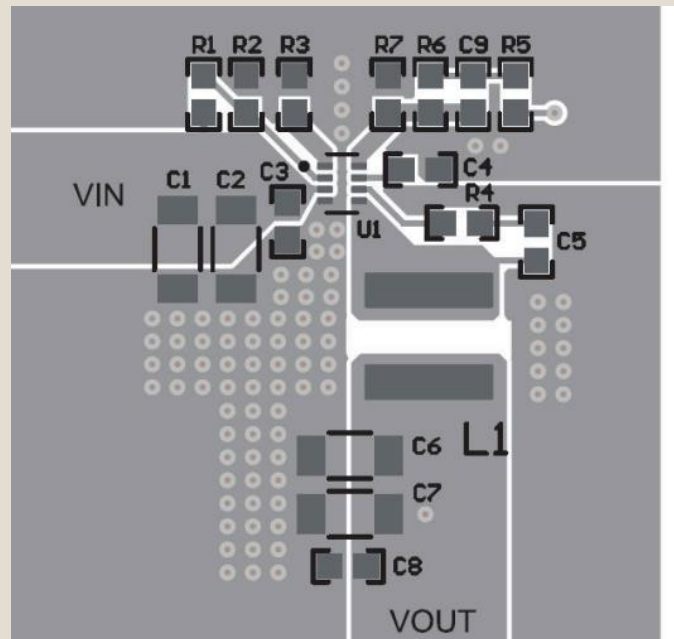 R1 R2 R3 R7 R6 C9 R5
C3 C4
VIN C1 C2 R4
U1 C5
L1
C6
C7
C8
VOUT